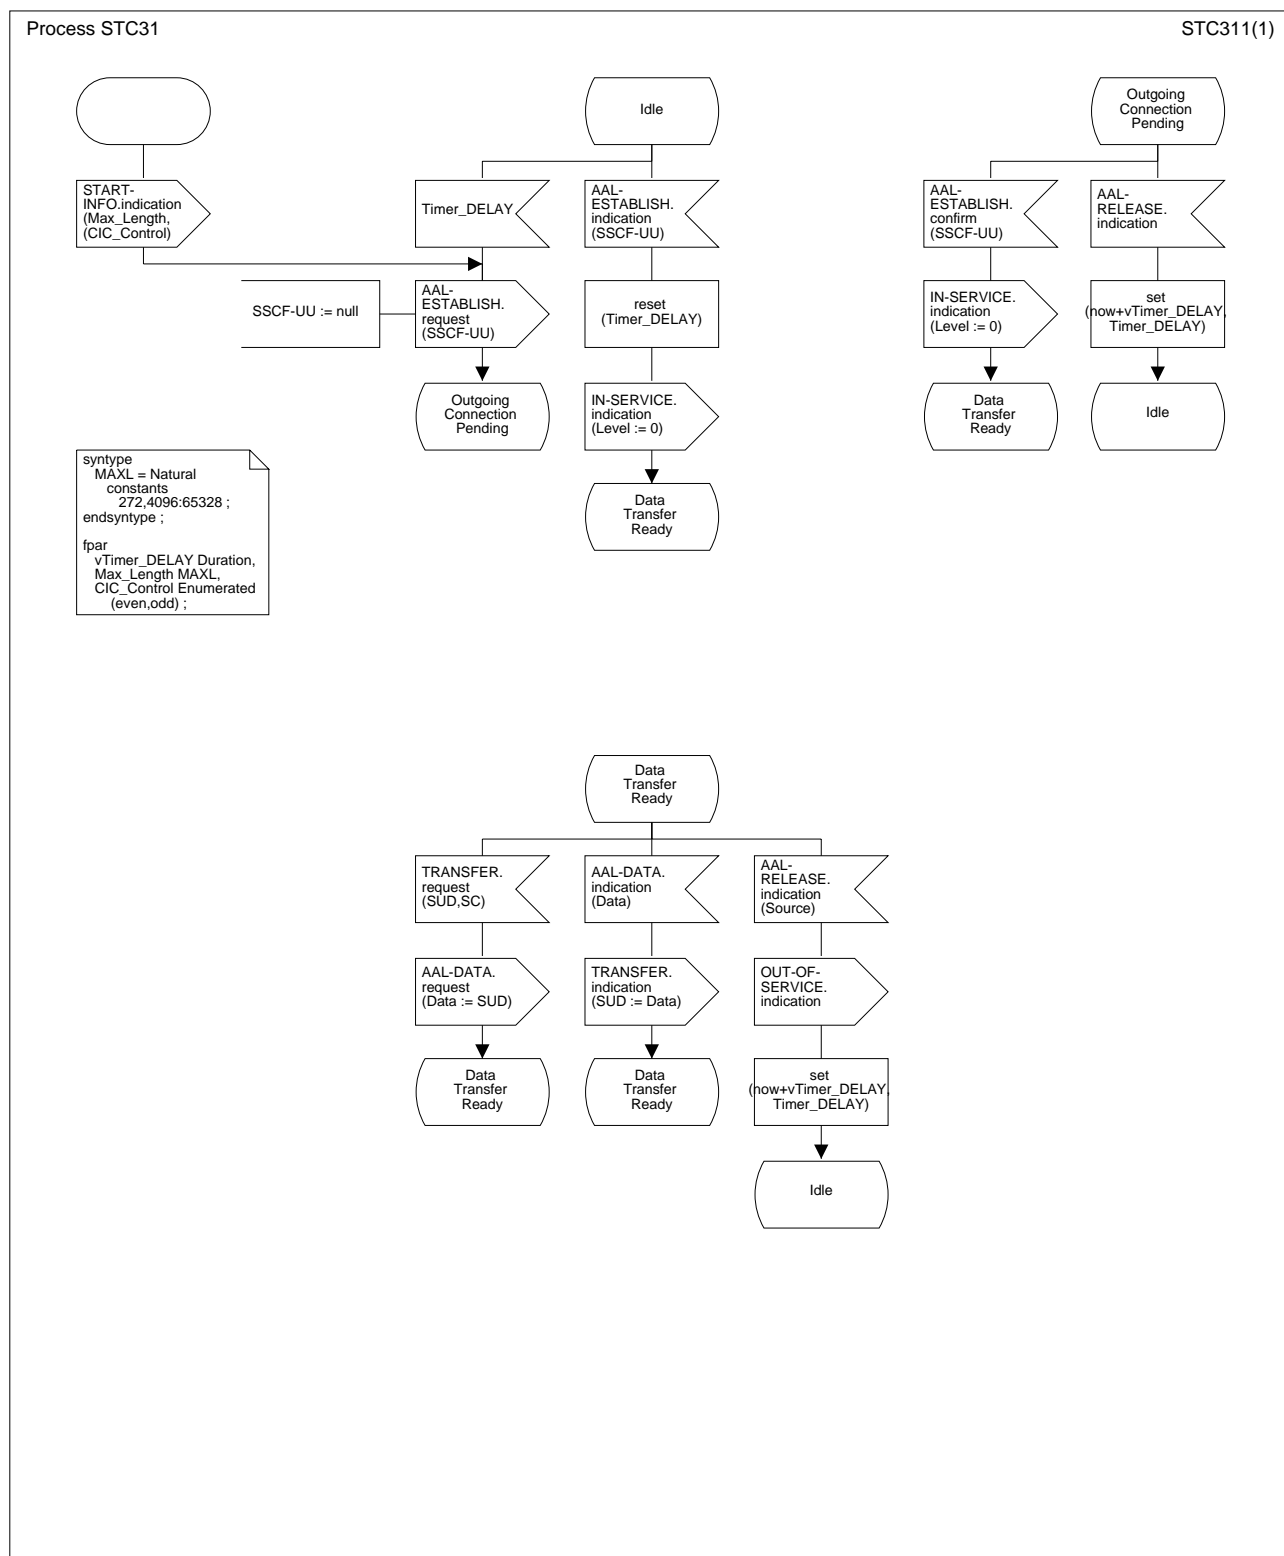 Process STC31
STC311(1)
START-
INFO.indication
(Max_Length,
(CIC_Control)
Idle
Timer_DELAY
AAL-
ESTABLISH.
indication
(SSCF-UU)
SSCF-UU := null
AAL-
ESTABLISH.
request
(SSCF-UU)
reset
(Timer_DELAY)
Outgoing
Connection
Pending
IN-SERVICE.
indication
(Level := 0)
Data
Transfer
Ready
Outgoing
Connection
Pending
AAL-
ESTABLISH.
confirm
(SSCF-UU)
AAL-
RELEASE.
indication
IN-SERVICE.
indication
(Level := 0)
set
(now+vTimer_DELAY,
Timer_DELAY)
Data
Transfer
Ready
Idle
syntype
MAXL = Natural
constants
272,4096:65328 ;
endsyntype ;
fpar
vTimer_DELAY Duration,
Max_Length MAXL,
CIC_Control Enumerated
(even,odd) ;
Data
Transfer
Ready
TRANSFER.
request
(SUD,SC)
AAL-DATA.
indication
(Data)
AAL-
RELEASE.
indication
(Source)
AAL-DATA.
request
(Data := SUD)
TRANSFER.
indication
(SUD := Data)
OUT-OF-
SERVICE.
indication
Data
Transfer
Ready
Data
Transfer
Ready
set
(now+vTimer_DELAY,
Timer_DELAY)
Idle